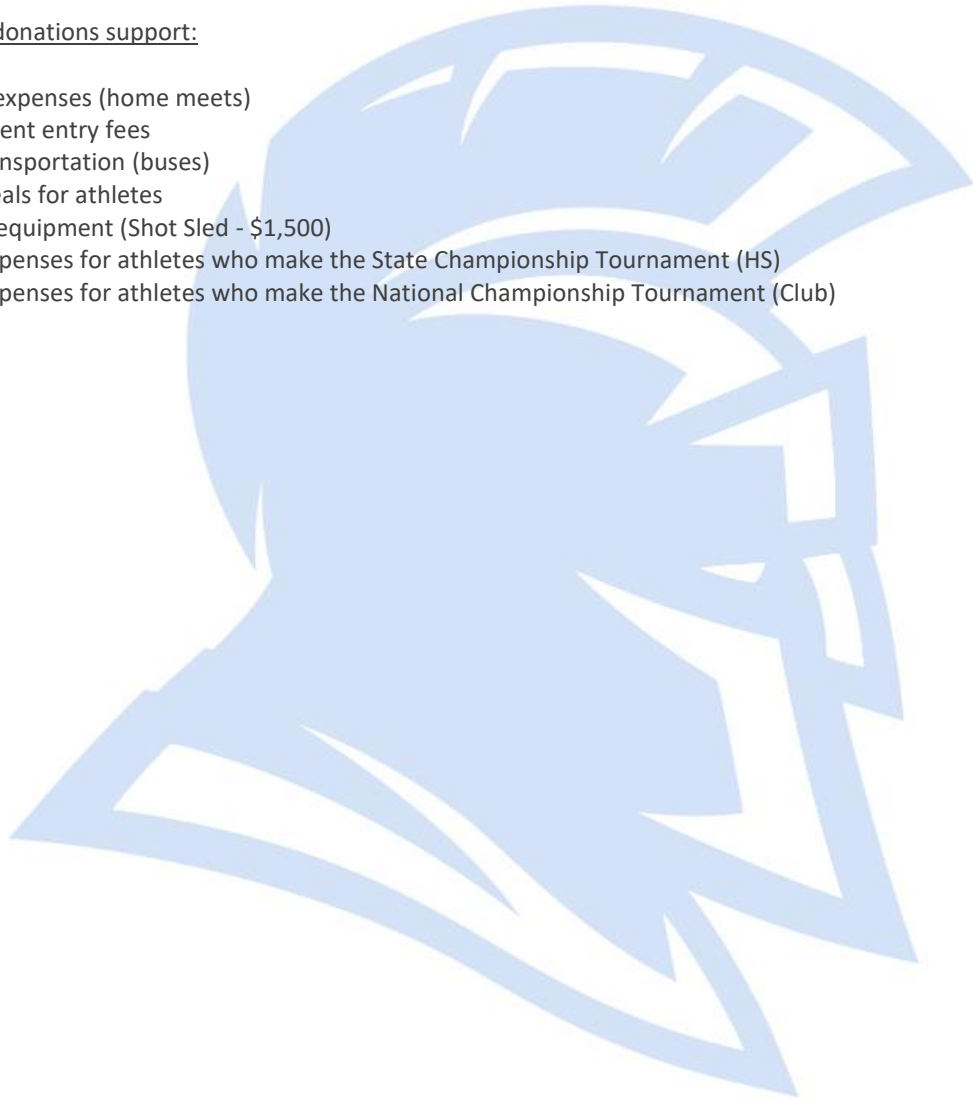 donations support:
expenses (home meets)
ent entry fees
nsportation (buses)
eals for athletes
equipment (Shot Sled - $1,500)
penses for athletes who make the State Championship Tournament (HS)
penses for athletes who make the National Championship Tournament (Club)